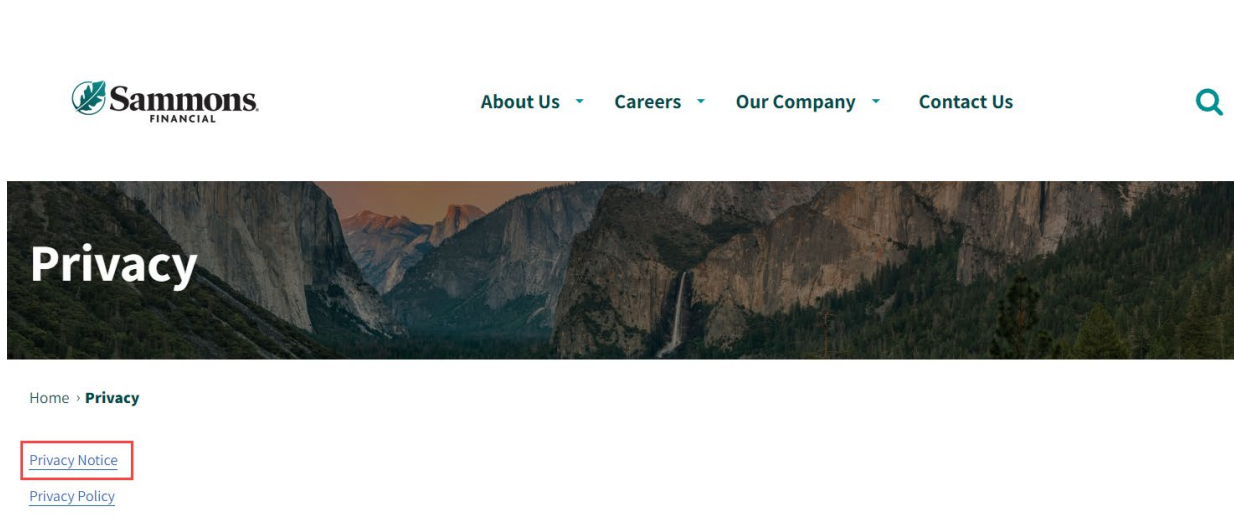 Sammons
FINANCIAL
About Us Careers Our Company Contact Us
Privacy
Home › Privacy
Privacy Notice
Privacy Policy